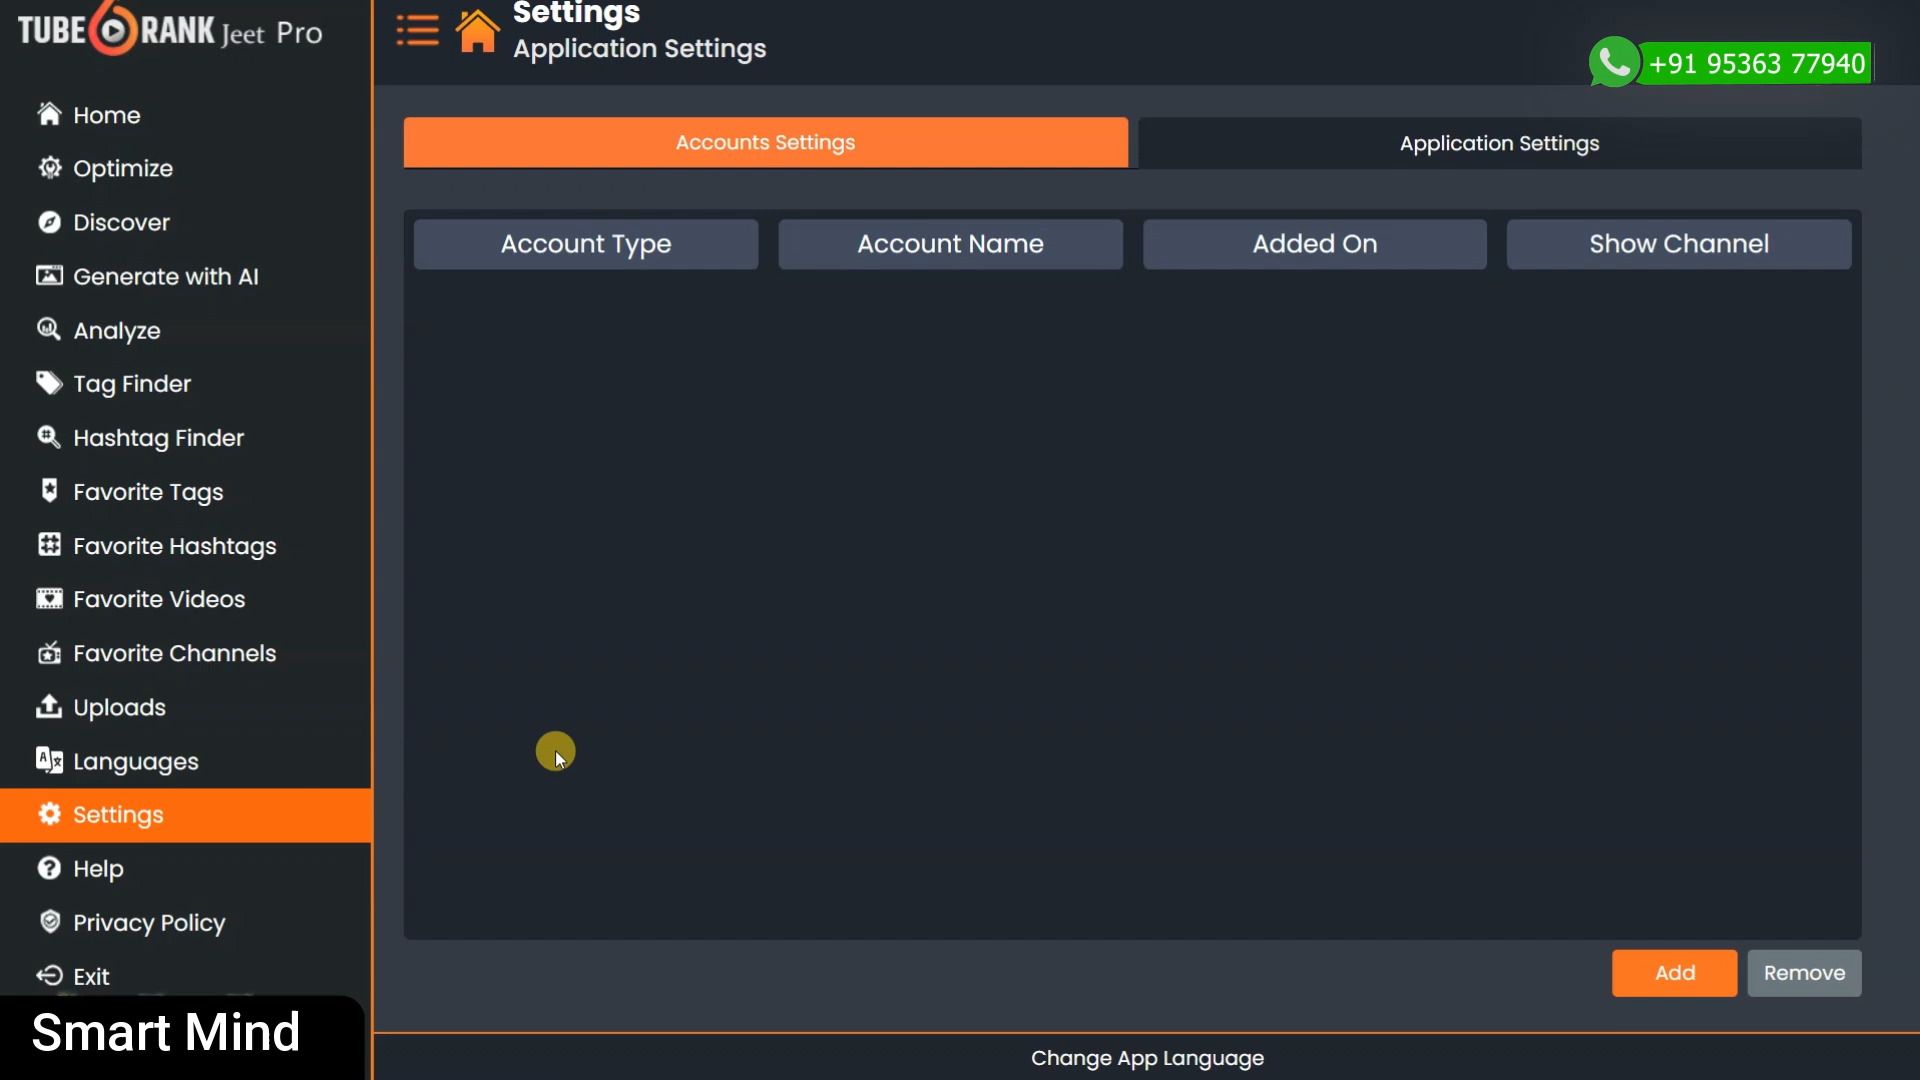 TUBE RANK Jeet Pro
Settings
Application Settings
+91 95363 77940
Home
Optimize
Discover
Generate with AI
Analyze
Tag Finder
Hashtag Finder
Favorite Tags
Favorite Hashtags
Favorite Videos
Favorite Channels
Uploads
Languages
Settings
Help
Privacy Policy
Exit
Smart Mind
Accounts Settings
Application Settings
Account Type
Account Name
Added On
Show Channel
Add
Remove
Change App Language